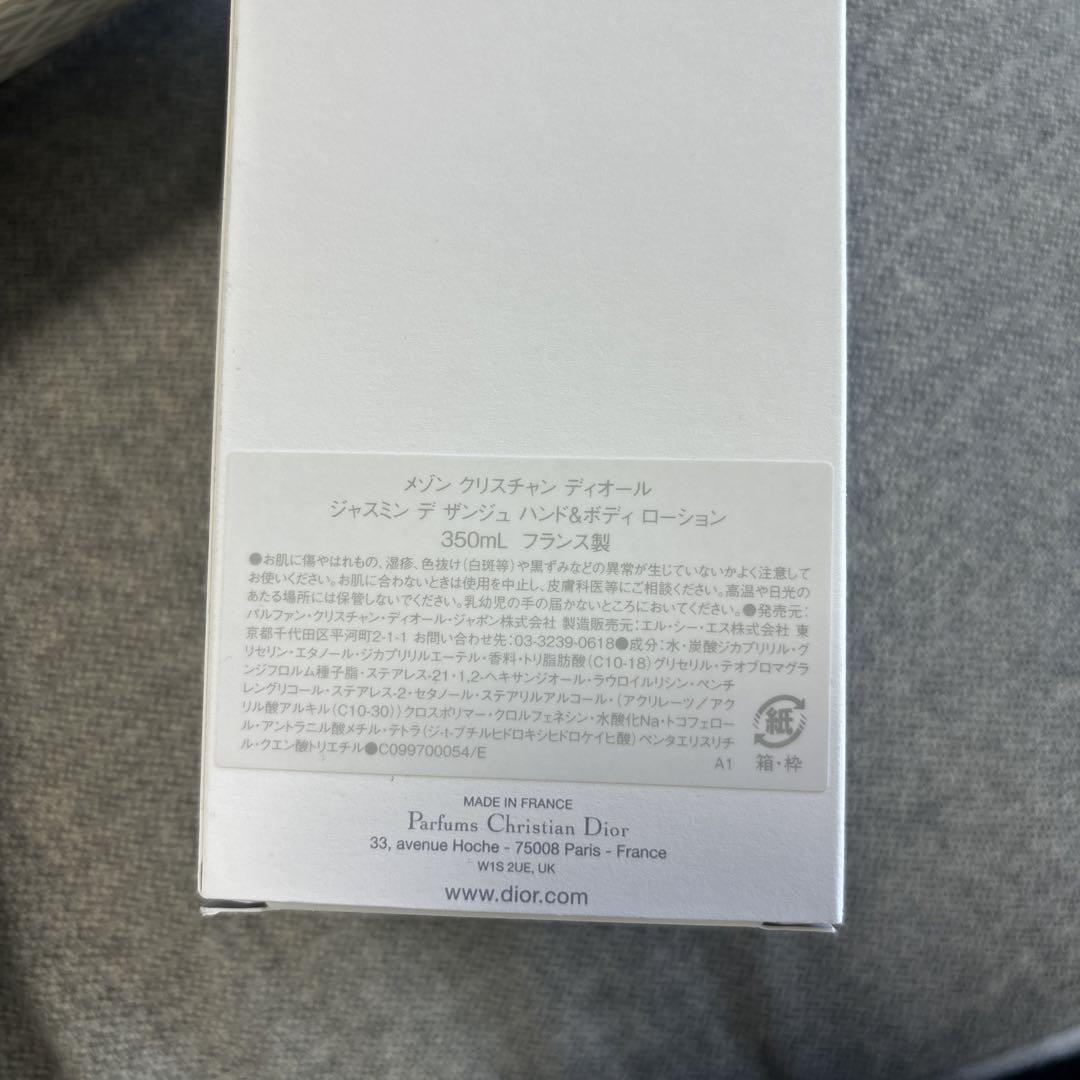 メゾン クリスチャン ディオール
ジャスミン デ ザンジュ ハンド&ボディ ローション
350mL フランス製
●お肌に傷やはれもの、湿疹、色抜け(白斑等)や黒ずみなどの異常が生じていないかよく注意して
お使いください。お肌に合わないときは使用を中止し、皮膚科医等にご相談ください。高温や日光の
あたる場所には保管しないでください。乳幼児の手の届かないところにおいてください。●発売元:
パルファン・クリスチャン・ディオール・ジャポン株式会社 製造販売元:エル・シー・エス株式会社 東
京都千代田区平河町2-1-1 お問い合わせ先:03-3239-0618●成分:水・炭酸ジカプリリル・グ
リセリン・エタノール・ジカプリリルエーテル・香料・トリ脂肪酸(C10-18)グリセリル・テオブロマグラ
ンジフロルム種子脂・ステアレス-21・1,2-ヘキサンジオール・ラウロイルリシン・ペンチ
レングリコール・ステアレス-2・セタノール・ステアリルアルコール・(アクリレーツ/アク
リル酸アルキル(C10-30))クロスポリマー・クロルフェネシン・水酸化Na・トコフェロー
ル・アントラニル酸メチル・テトラ(ジ-t-ブチルヒドロキシヒドロケイヒ酸)ペンタエリスリチ
ル・クエン酸トリエチル●C099700054/E
A1
紙
箱・枠
MADE IN FRANCE
Parfums Christian Dior
33, avenue Hoche - 75008 Paris - France
W1S 2UE, UK
www.dior.com